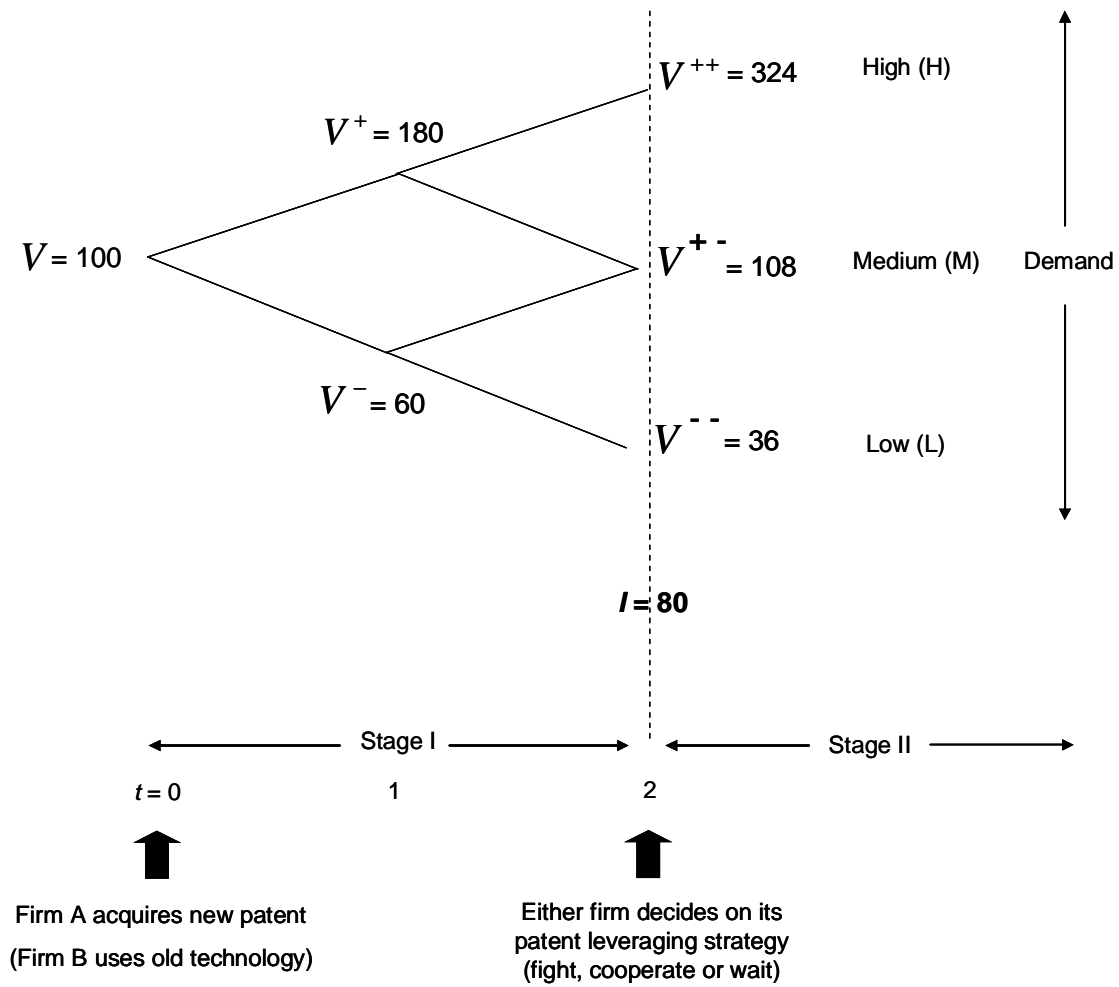 V++ = 324
High (H)
V+ = 180
V = 100
V+- = 108
Medium (M)
Demand
V- = 60
V-- = 36
Low (L)
I = 80
Stage I
Stage II
t = 0
1
2
Firm A acquires new patent
(Firm B uses old technology)
Either firm decides on its
patent leveraging strategy
(fight, cooperate or wait)